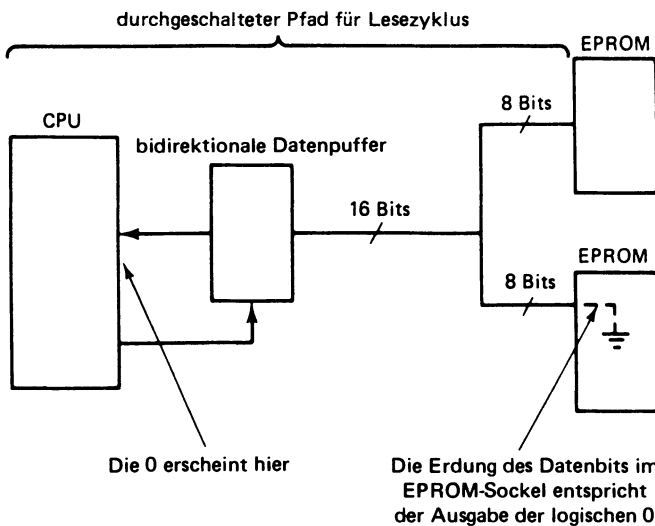 durchgeschalteter Pfad für Lesezyklus
EPROM
8 Bits
CPU
bidirektionale Datenpuffer
16 Bits
EPROM
8 Bits
Die 0 erscheint hier
Die Erdung des Datenbits im
EPROM-Sockel entspricht
der Ausgabe der logischen 0